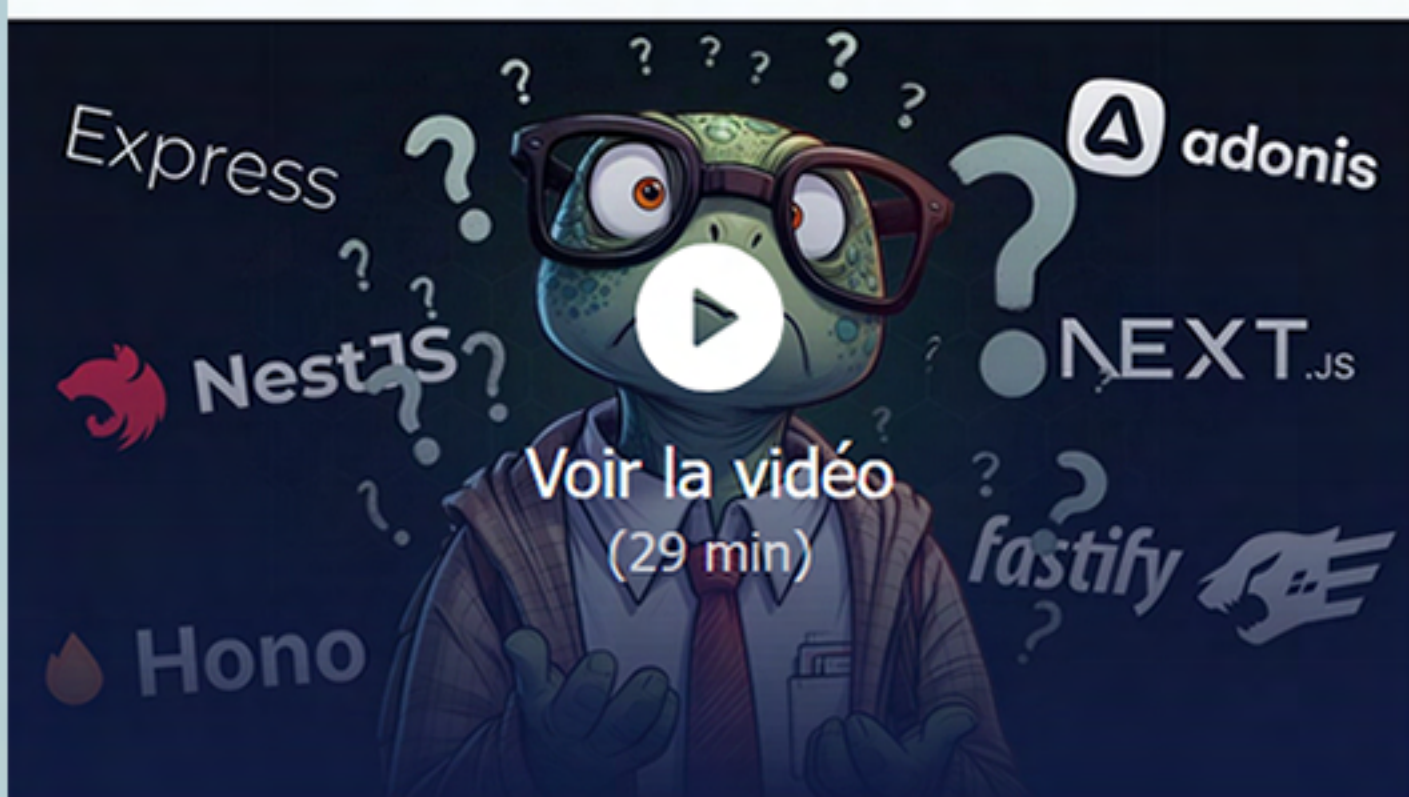 Express
adonis
NestJS
NEXT.JS
Voir la vidéo
(29 min)
fastify
Hono